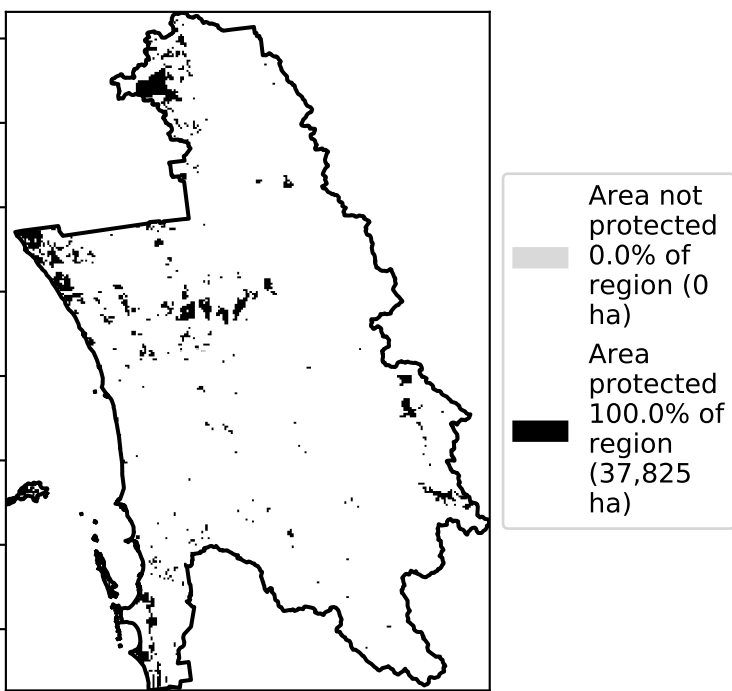 Area not
protected
0.0% of
region (0
ha)
Area
protected
100.0% of
region
(37,825
ha)